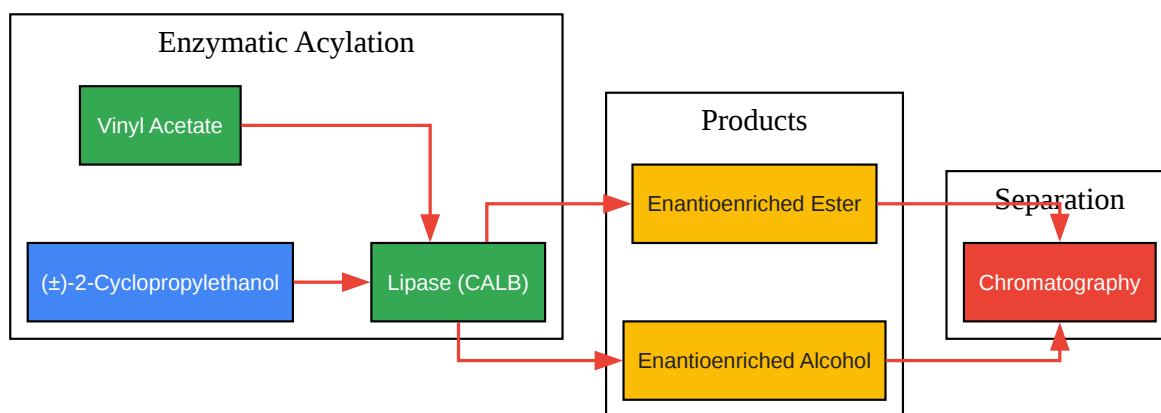 Enzymatic Acylation
Vinyl Acetate
(±)-2-Cyclopropylethanol
Lipase (CALB)
Products
Enantioenriched Ester
Enantioenriched Alcohol
Separation
Chromatography